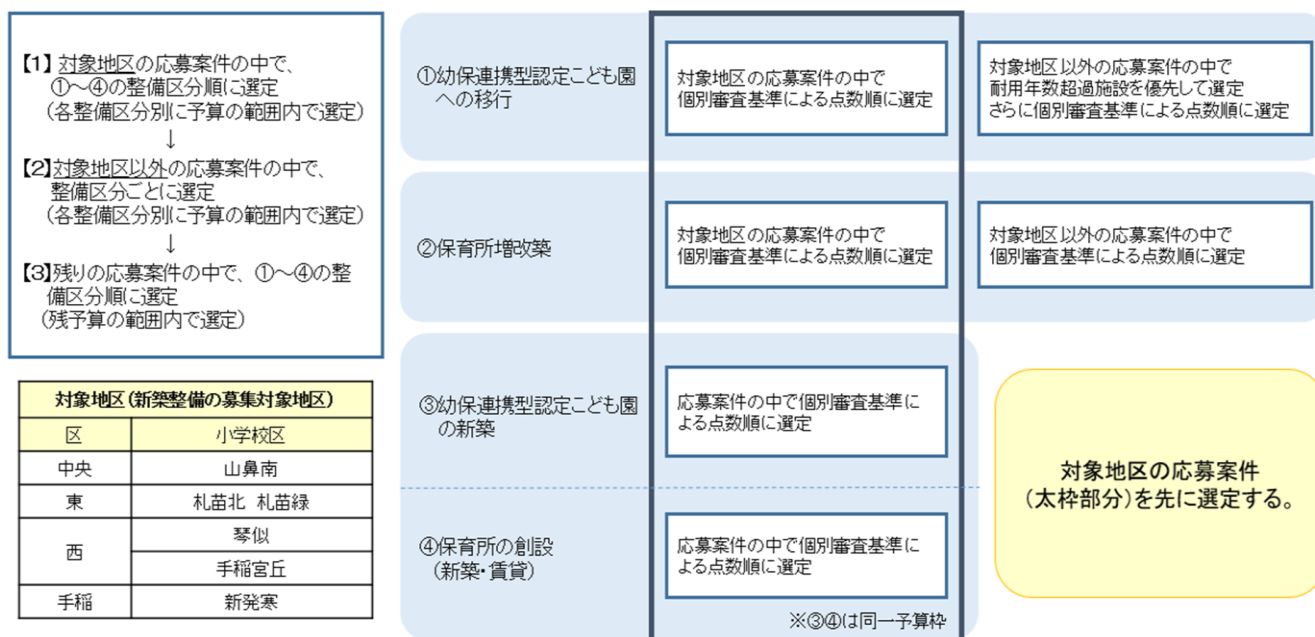 【1】対象地区の応募案件の中で、
①～④の整備区分順に選定
(各整備区分別に予算の範囲内で選定)
↓
【2】対象地区以外の応募案件の中で、
整備区分ごとに選定
(各整備区分別に予算の範囲内で選定)
↓
【3】残りの応募案件の中で、①～④の整
備区分順に選定
(残予算の範囲内で選定)
対象地区(新築整備の募集対象地区)
区 小学校区
中央 山鼻南
東 札苗北 札苗緑
西 琴似
手稲宮丘
手稲 新発寒
①幼保連携型認定こども園
への移行
対象地区の応募案件の中で
個別審査基準による点数順に選定
対象地区以外の応募案件の中で
耐用年数超過施設を優先して選定
さらに個別審査基準による点数順に選定
②保育所増改築
対象地区の応募案件の中で
個別審査基準による点数順に選定
対象地区以外の応募案件の中で
個別審査基準による点数順に選定
③幼保連携型認定こども園
の新築
応募案件の中で個別審査基準に
よる点数順に選定
④保育所の創設
(新築・賃貸)
応募案件の中で個別審査基準に
よる点数順に選定
※③④は同一予算枠
対象地区の応募案件
(太枠部分)を先に選定する。